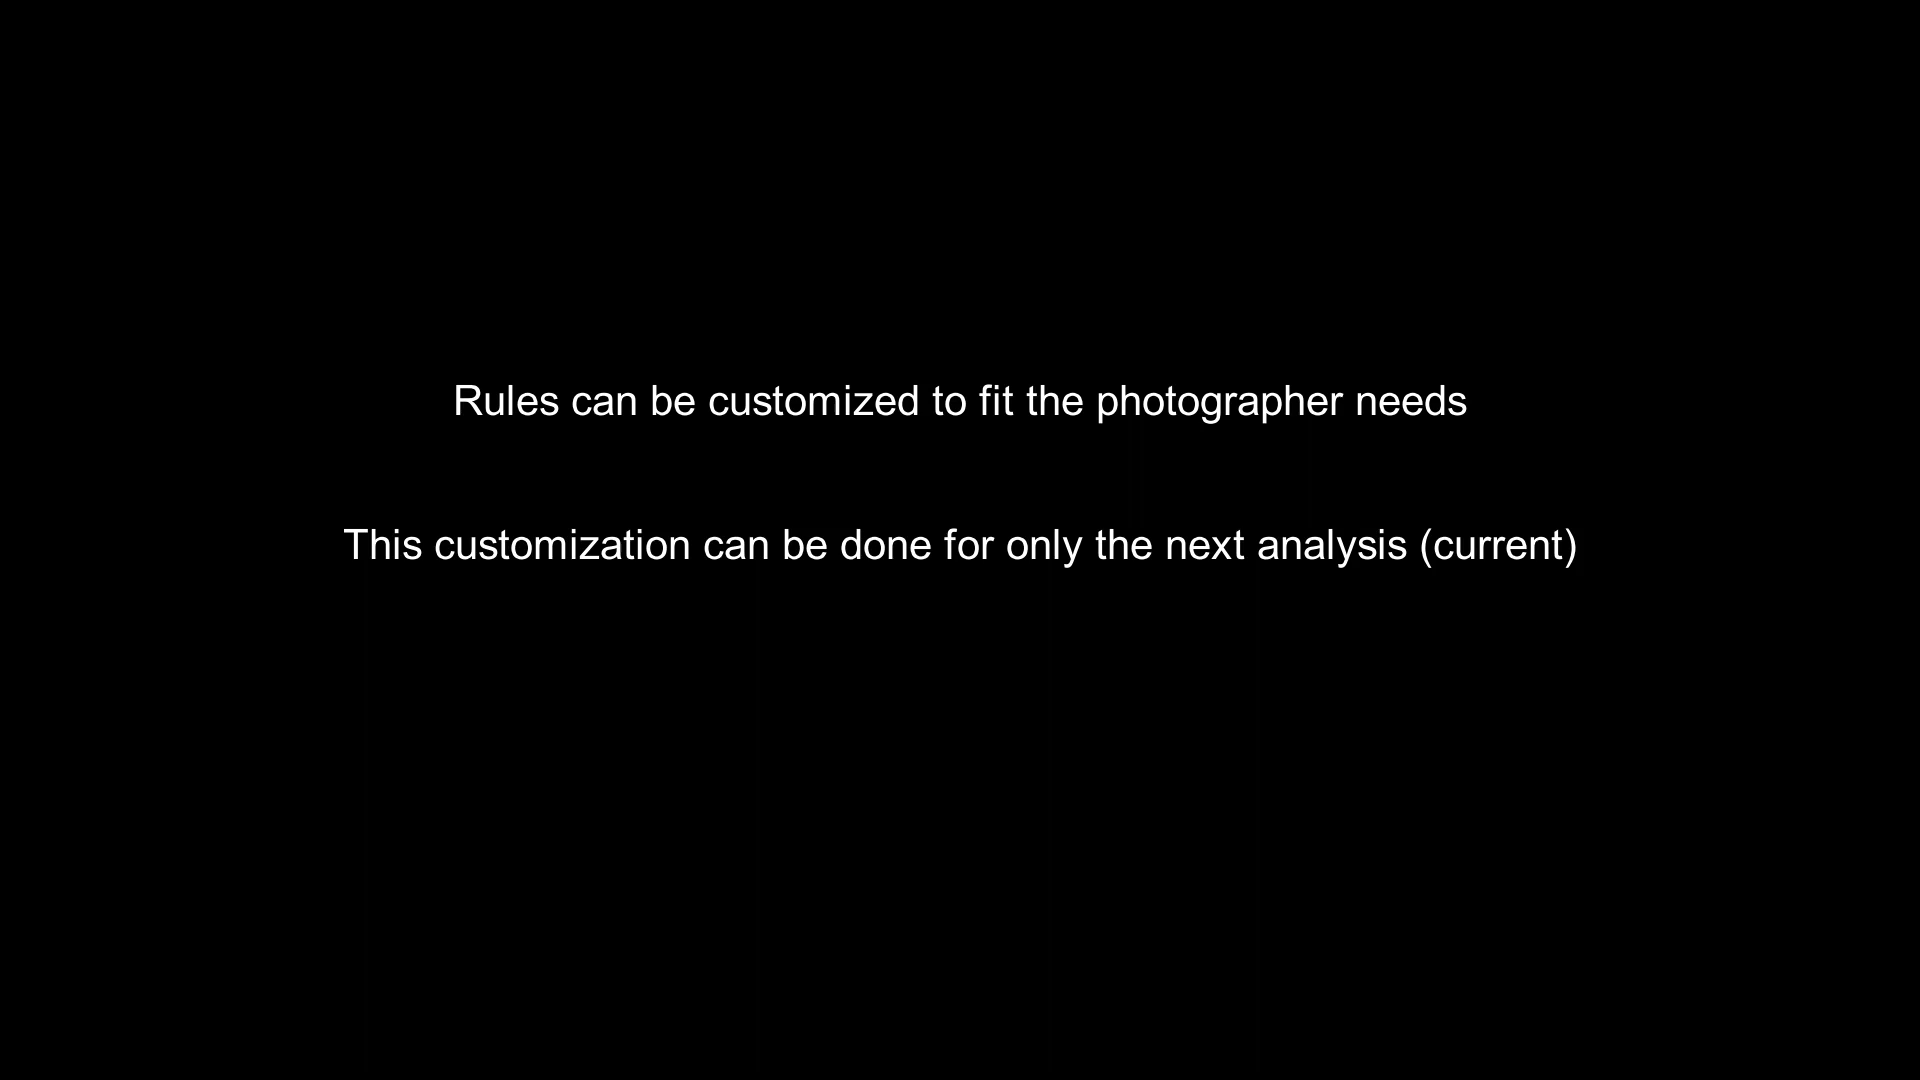 Rules can be customized to fit the photographer needs
This customization can be done for only the next analysis (current)